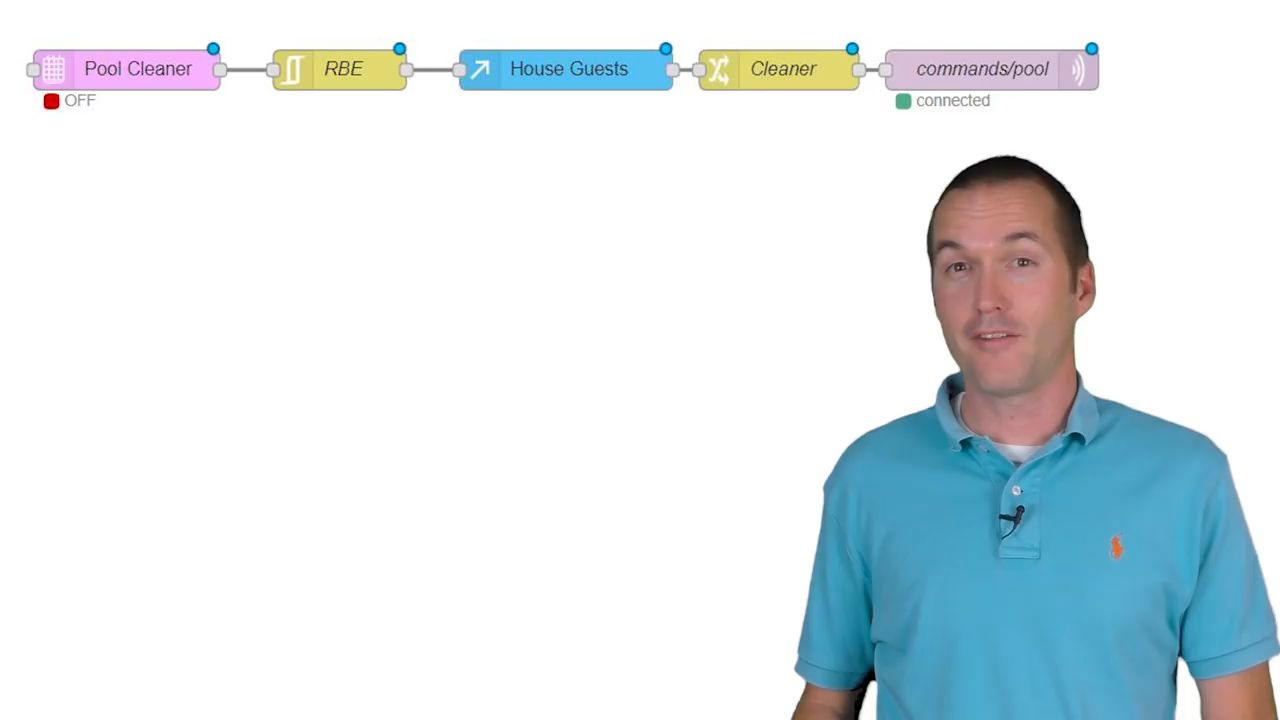 Pool Cleaner
RBE
House Guests
Cleaner
commands/pool
OFF
connected